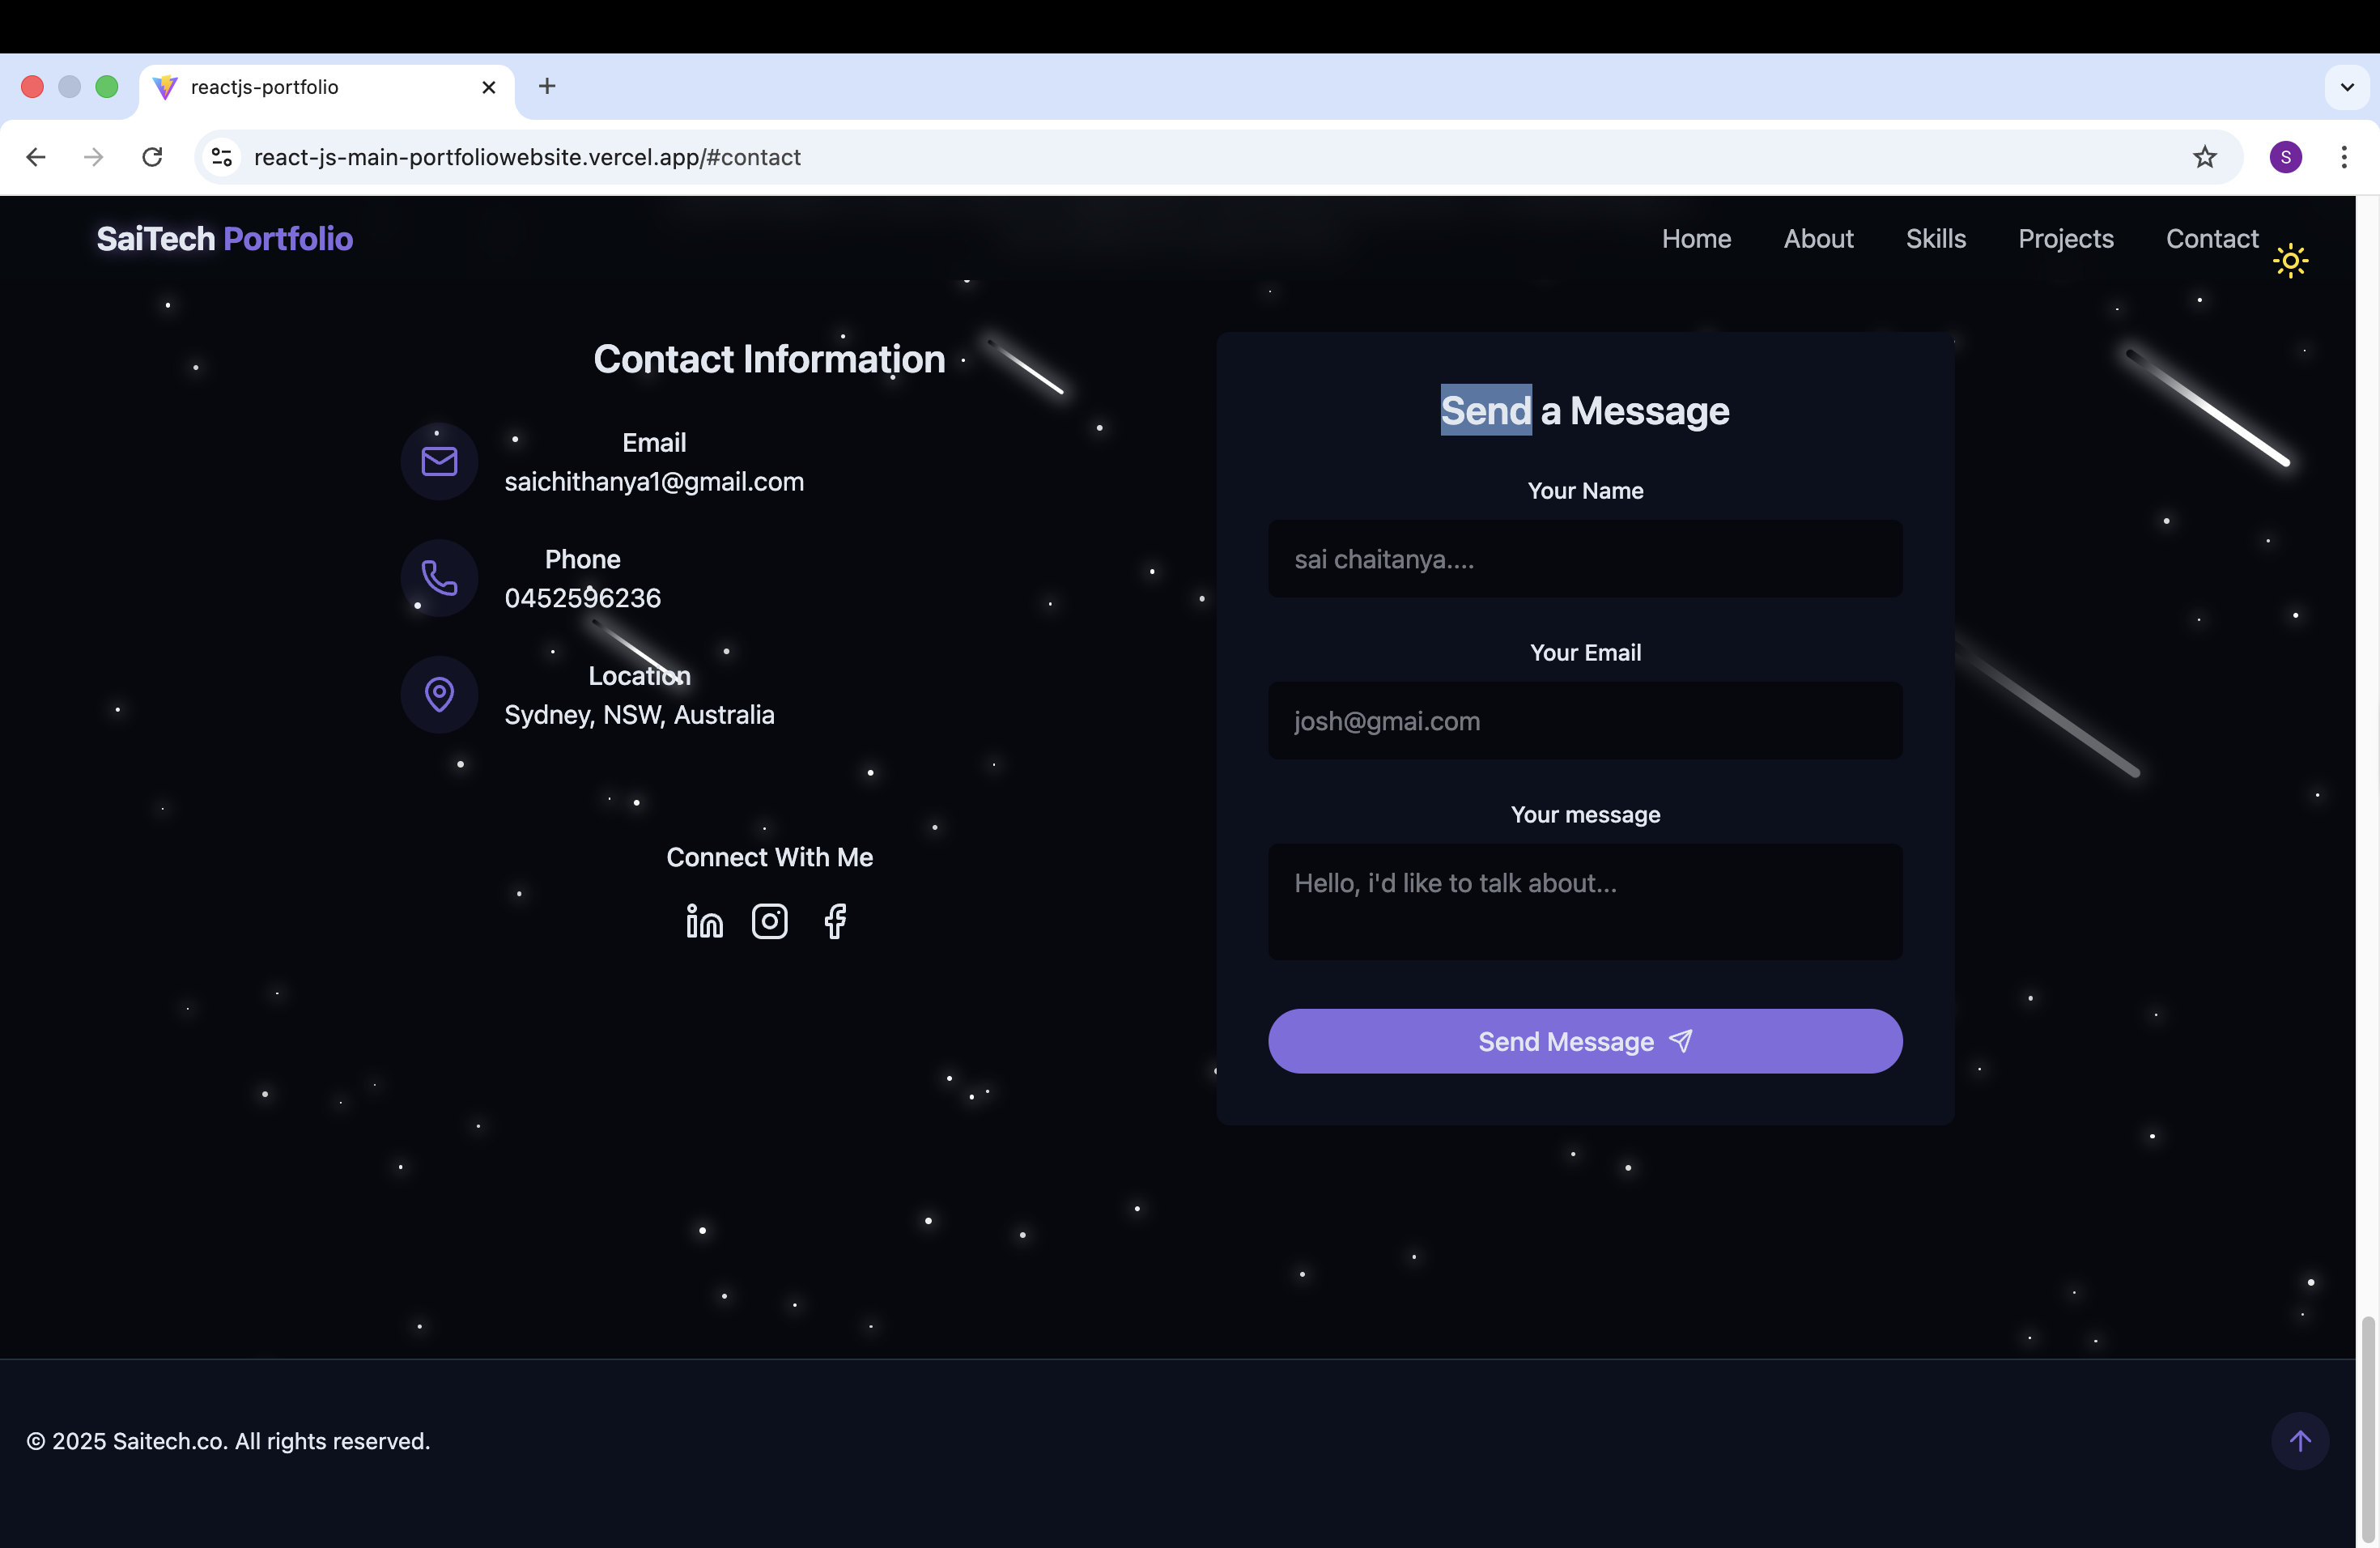 reactjs-portfolio
react-js-main-portfoliowebsite.vercel.app/#contact
S
SaiTech Portfolio
Home
About
Skills
Projects
Contact
Contact Information
Email
saichithanya1@gmail.com
Phone
0452596236
Location
Sydney, NSW, Australia
Connect With Me
Send a Message
Your Name
sai chaitanya....
Your Email
josh@gmai.com
Your message
Hello, i'd like to talk about...
Send Message
© 2025 Saitech.co. All rights reserved.